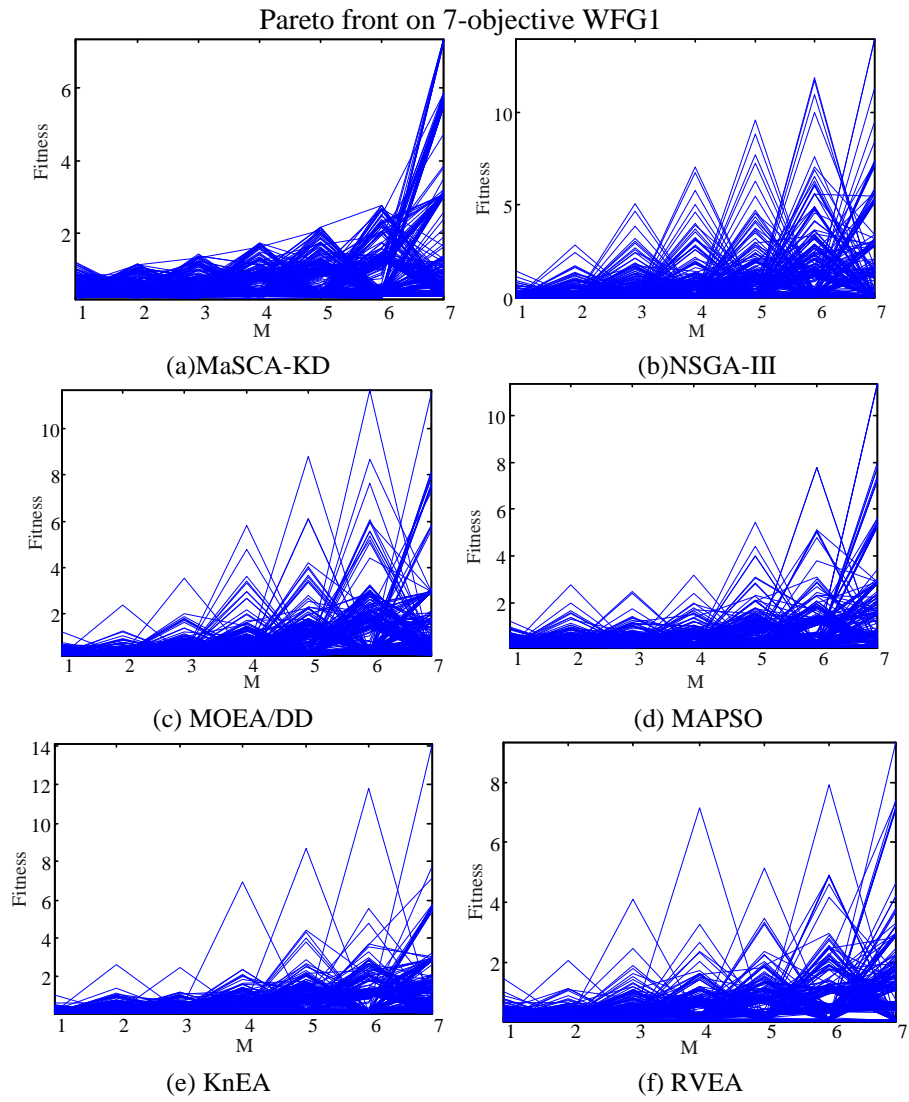 Pareto front on 7-objective WFG1
Fitness
6
4
2
1 2 3 4 5 6 7
M
(a)MaSCA-KD
Fitness
10
5
0
1 2 3 4 5 6 7
M
(b)NSGA-III
Fitness
10
8
6
4
2
1 2 3 4 5 6 7
M
(c) MOEA/DD
Fitness
10
8
6
4
2
1 2 3 4 5 6 7
M
(d) MAPSO
Fitness
14
12
10
8
6
4
2
1 2 3 4 5 6 7
M
(e) KnEA
Fitness
8
6
4
2
1 2 3 4 5 6 7
M
(f) RVEA